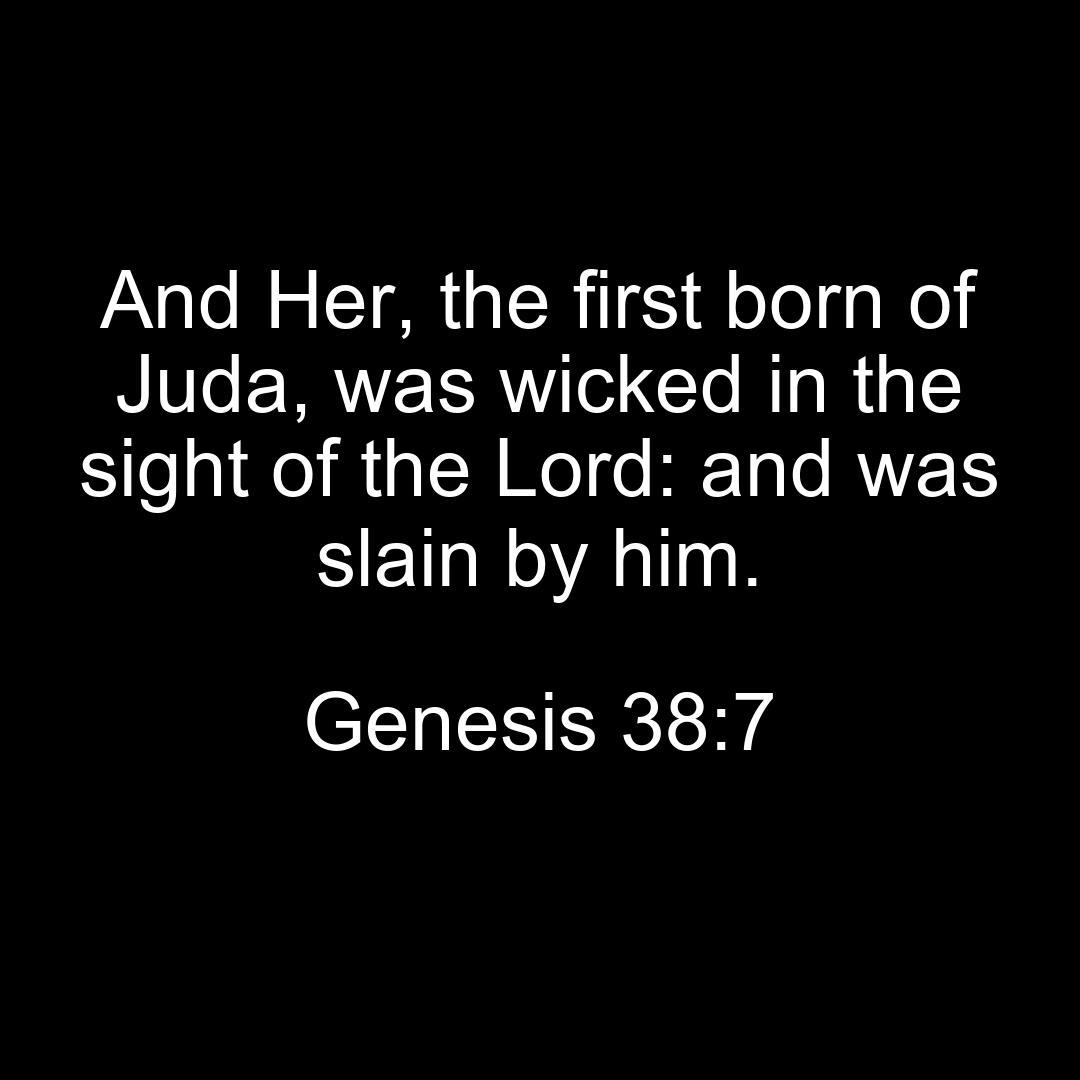 And Her, the first born of
Juda, was wicked in the
sight of the Lord: and was
slain by him.
Genesis 38:7